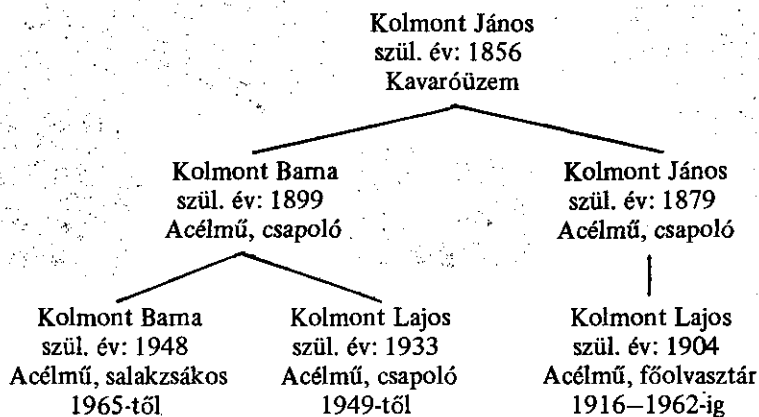 Kolmont János
szül. év: 1856
Kavaróüzem
Kolmont Barna
szül. év: 1899
Acélmű, csapoló
Kolmont János
szül. év: 1879
Acélmű, csapoló
Kolmont Barna
szül. év: 1948
Acélmű, salakzsákos
1965-től
Kolmont Lajos
szül. év: 1933
Acélmű, csapoló
1949-től
Kolmont Lajos
szül. év: 1904
Acélmű, főolvasztár
1916–1962-ig